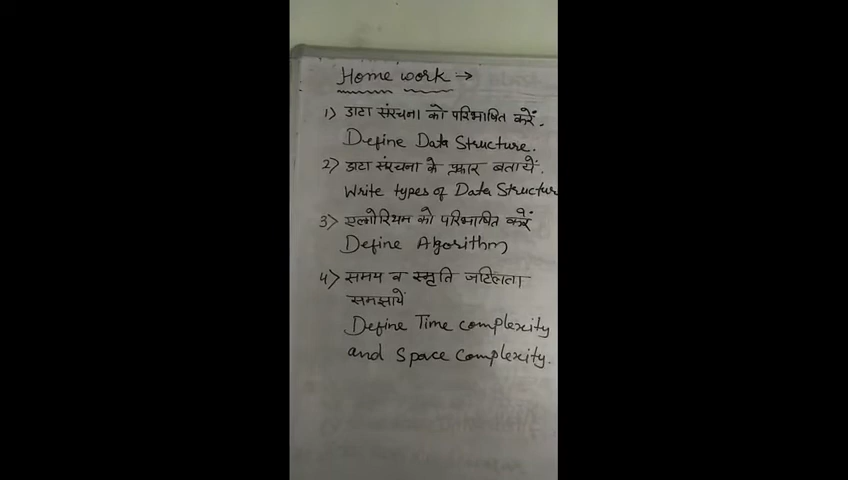 Home work →
1) डाटा संरचना को परिभाषित करें.
Define Data Structure.
2) डाटा संरचना के प्रकार बतायें.
Write types of Data Structur
3) एल्गोरिथम को परिभाषित करें
Define Algorithm
4) समय व स्मृति जटिलता
समझायें
Define Time complexity
and Space Complexity.